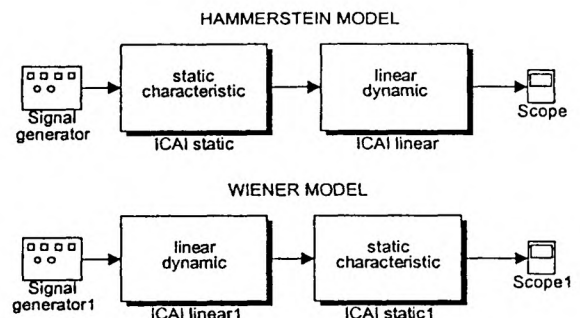 HAMMERSTEIN MODEL
static
characteristic
linear
dynamic
Signal
generator
ICAI static
ICAI linear
Scope
WIENER MODEL
linear
dynamic
static
characteristic
Signal
generator1
ICAI linear1
ICAI static1
Scope1